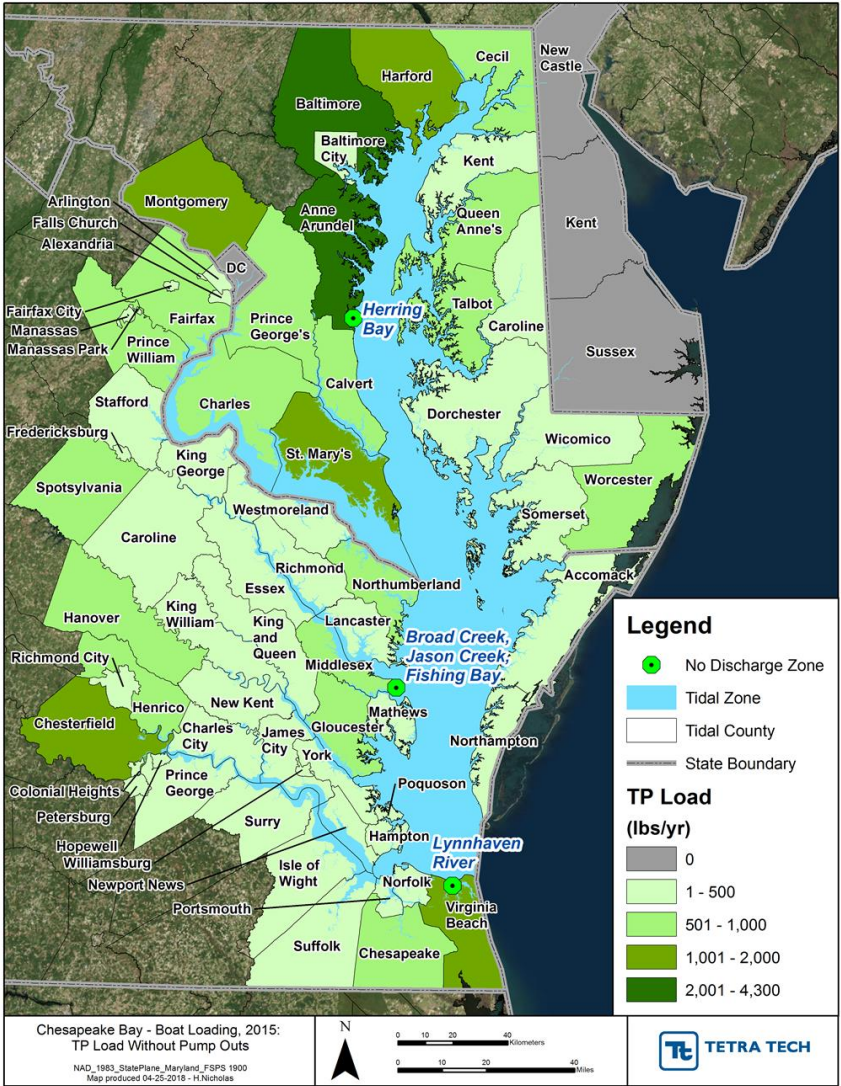 Cecil
New
Castle
Harford
Baltimore
Baltimore
City
Kent
Arlington
Falls Church
Alexandria
Montgomery
Anne
Arundel
Queen
Anne's
Kent
DC
Talbot
Fairfax City
Manassas
Manassas Park
Fairfax
Prince
George's
Herring
Bay
Caroline
Prince
William
Sussex
Calvert
Stafford
Charles
Dorchester
Fredericksburg
King
George
St. Mary's
Wicomico
Spotsylvania
Worcester
Westmoreland
Somerset
Caroline
Richmond
Accomack
Essex
Northumberland
Hanover
King
William
King
and
Queen
Lancaster
Broad Creek,
Jason Creek,
Fishing Bay
Richmond City
Middlesex
New Kent
Mathews
Chesterfield
Henrico
Charles
City
James
City
Gloucester
York
Northampton
Colonial Heights
Petersburg
Prince
George
Poquoson
Hopewell
Williamsburg
Surry
Hampton
Lynnhaven
River
Newport News
Isle of
Wight
Norfolk
Portsmouth
Virginia
Beach
Suffolk
Chesapeake
Legend
No Discharge Zone
Tidal Zone
Tidal County
State Boundary
TP Load
(lbs/yr)
0
1 - 500
501 - 1,000
1,001 - 2,000
2,001 - 4,300
Chesapeake Bay - Boat Loading, 2015:
TP Load Without Pump Outs
NAD_1983_StatePlane_Maryland_FSPS 1900
Map produced 04-25-2018 - H.Nicholas
N
0 10 20 40
Kilometers
0 10 20 40
Miles
Tt TETRA TECH